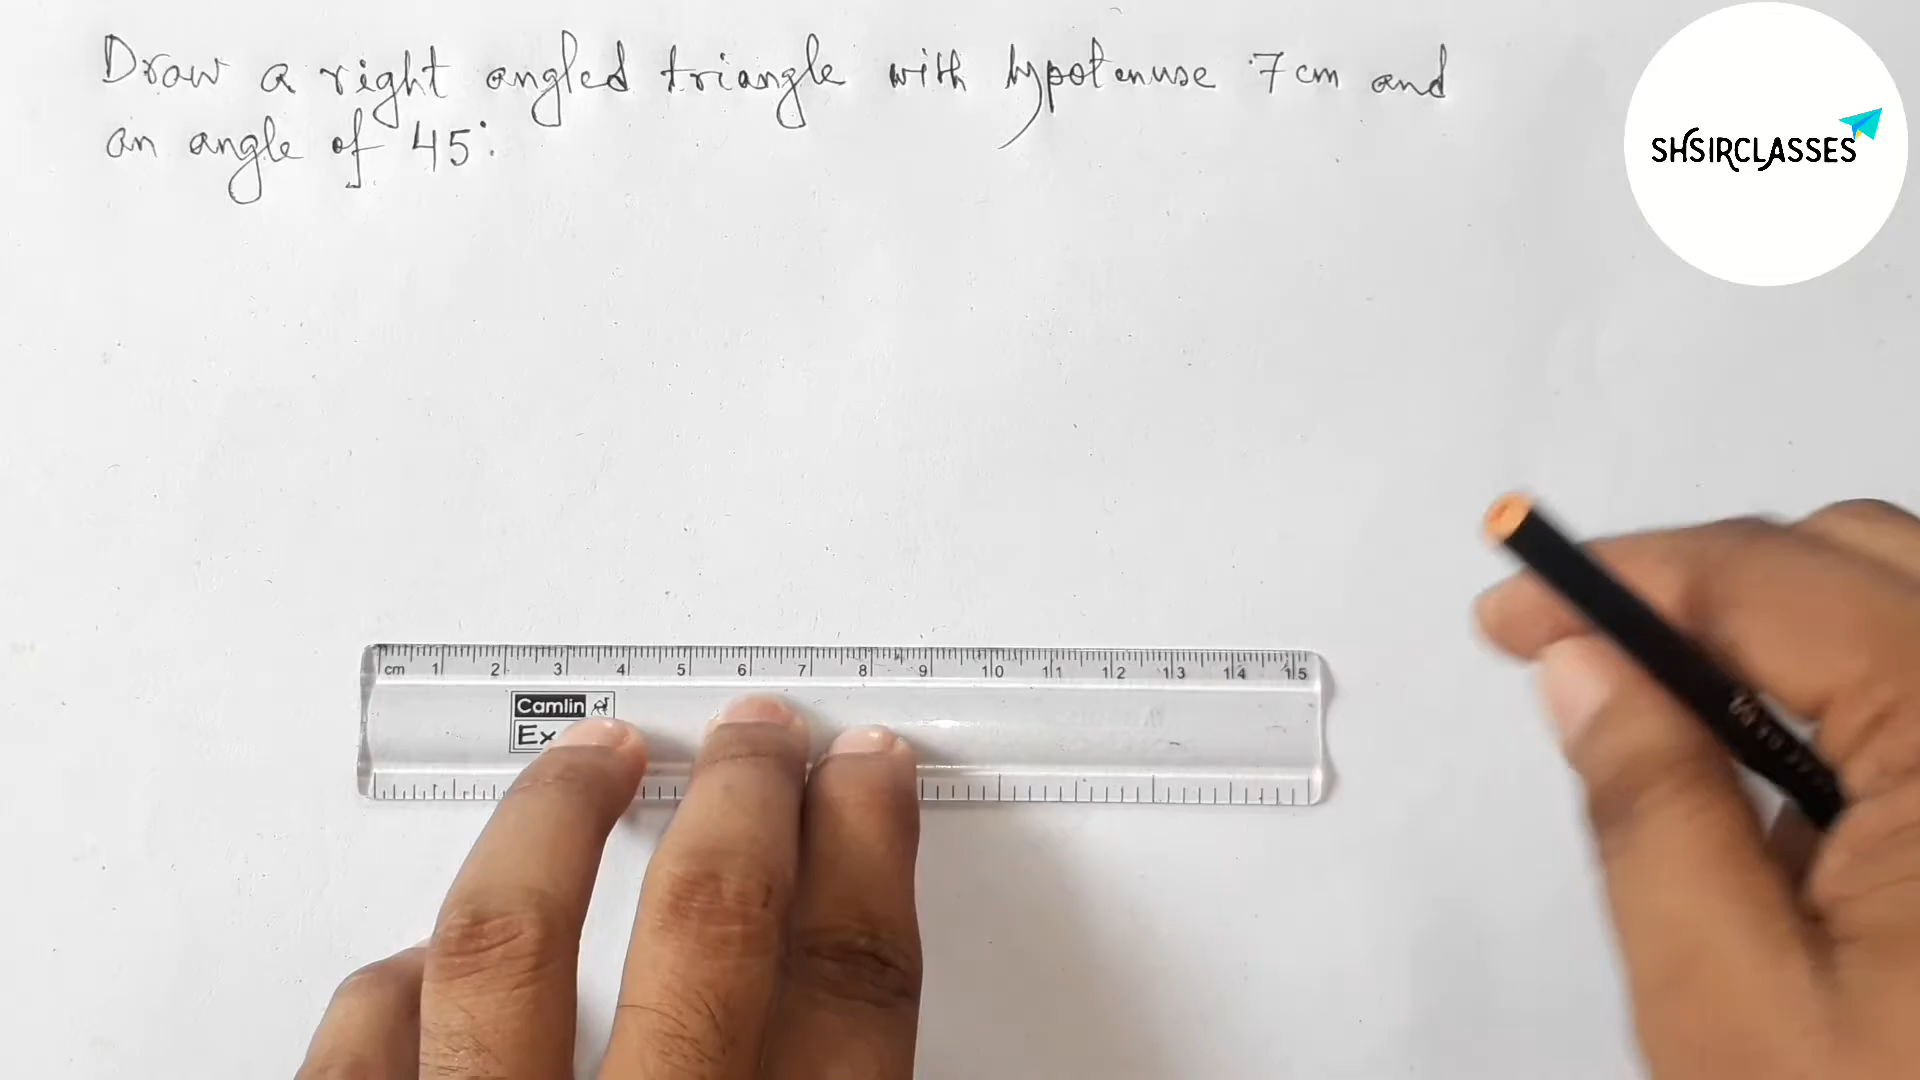 Draw a right angled triangle with hypotenuse 7 cm and
an angle of 45°.
SHSIRCLASSES
cm 1 2 3 4 5 6 7 8 9 10 11 12 13 14 15
Camlin
Ex